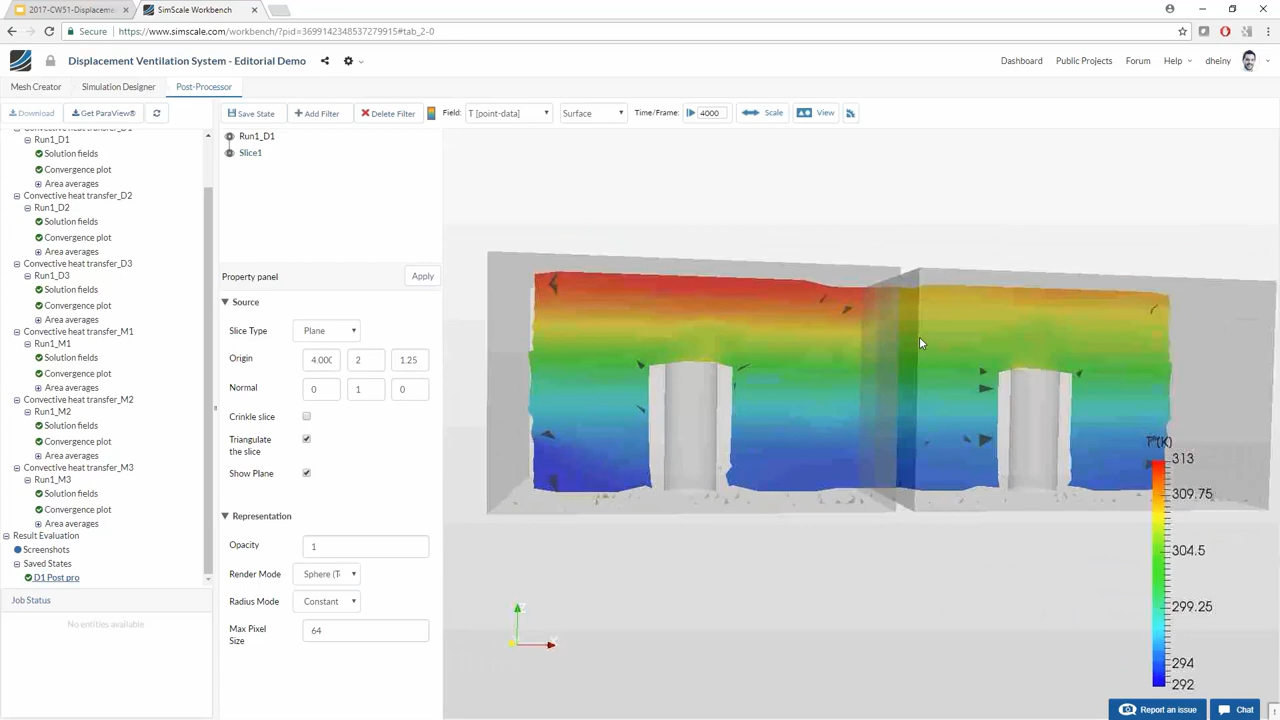 2017-CW51-Displaceme
SimScale Workbench
Secure
https://www.simscale.com/workbench/?pid=3699142348537279915#tab_2-0
Displacement Ventilation System - Editorial Demo
Dashboard
Public Projects
Forum
Help
dheiny
Mesh Creator
Simulation Designer
Post-Processor
Download
Get ParaView®
Save State
Add Filter
Delete Filter
Field:
T [point-data]
Surface
Time/Frame:
4000
Scale
View
Convective heat transfer_D1
Run1_D1
Solution fields
Convergence plot
Area averages
Convective heat transfer_D2
Run1_D2
Solution fields
Convergence plot
Area averages
Convective heat transfer_D3
Run1_D3
Solution fields
Convergence plot
Area averages
Convective heat transfer_M1
Run1_M1
Solution fields
Convergence plot
Area averages
Convective heat transfer_M2
Run1_M2
Solution fields
Convergence plot
Area averages
Convective heat transfer_M3
Run1_M3
Solution fields
Convergence plot
Area averages
Result Evaluation
Screenshots
Saved States
D1 Post pro
Job Status
No entities available
Run1_D1
Slice1
Property panel
Apply
Source
Slice Type
Plane
Origin
4.000
2
1.25
Normal
0
1
0
Crinkle slice
Triangulate
the slice
Show Plane
Representation
Opacity
1
Render Mode
Sphere (T
Radius Mode
Constant
Max Pixel
Size
64
T (K)
313
309.75
304.5
299.25
294
292
Report an issue
Chat